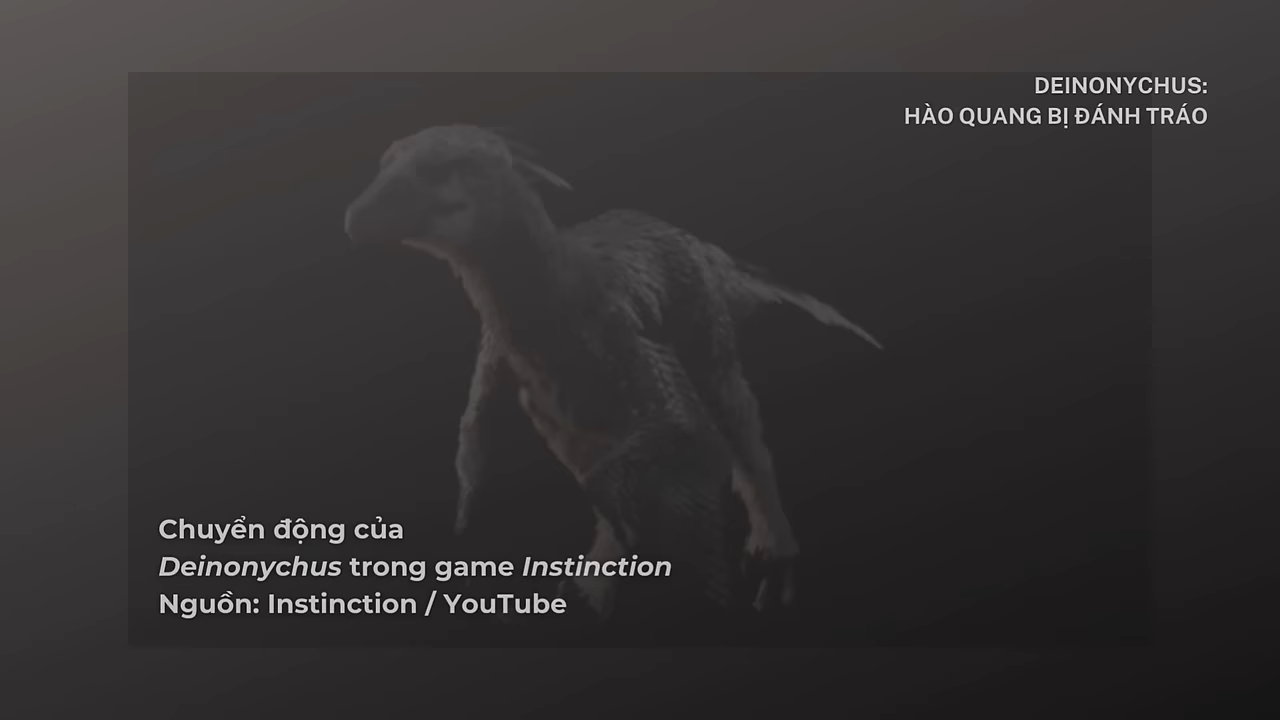 DEINONYCHUS:
HÀO QUANG BỊ ĐÁNH TRÁO
Chuyển động của
Deinonychus trong game Instinction
Nguồn: Instinction / YouTube